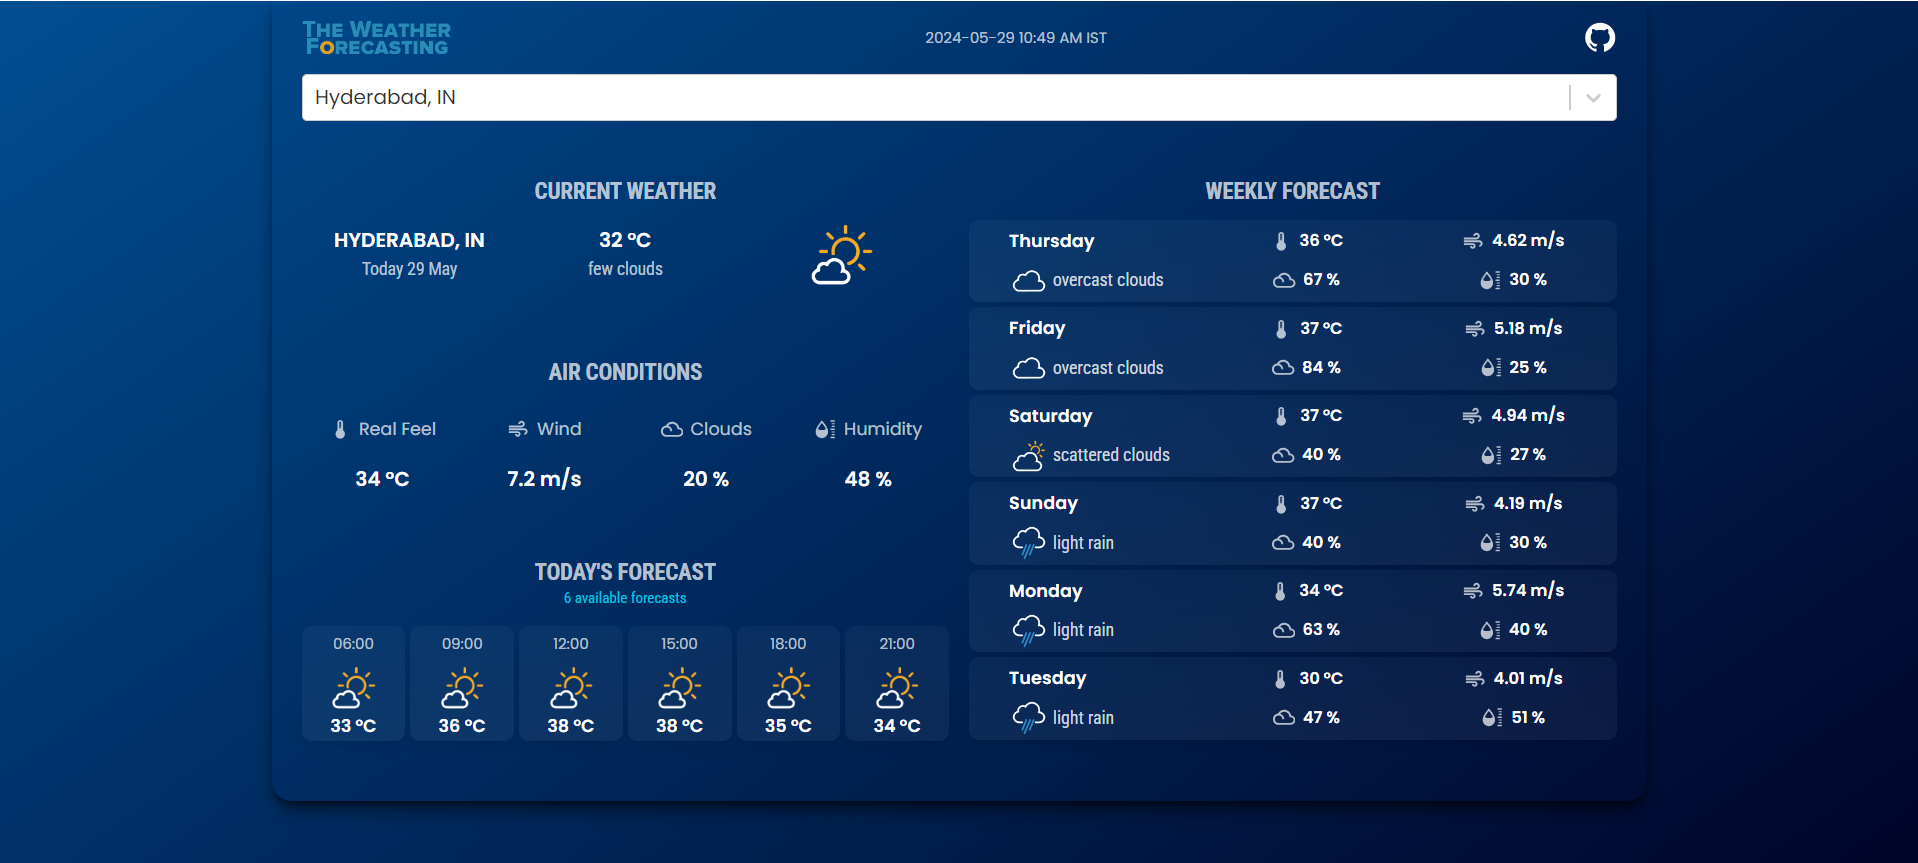 THE WEATHER
FORECASTING
2024-05-29 10:49 AM IST
Hyderabad, IN
CURRENT WEATHER
HYDERABAD, IN
Today 29 May
32 °C
few clouds
AIR CONDITIONS
Real Feel
34 °C
Wind
7.2 m/s
Clouds
20 %
Humidity
48 %
TODAY'S FORECAST
6 available forecasts
06:00
33 °C
09:00
36 °C
12:00
38 °C
15:00
38 °C
18:00
35 °C
21:00
34 °C
WEEKLY FORECAST
Thursday 36 °C 4.62 m/s
overcast clouds 67 % 30 %
Friday 37 °C 5.18 m/s
overcast clouds 84 % 25 %
Saturday 37 °C 4.94 m/s
scattered clouds 40 % 27 %
Sunday 37 °C 4.19 m/s
light rain 40 % 30 %
Monday 34 °C 5.74 m/s
light rain 63 % 40 %
Tuesday 30 °C 4.01 m/s
light rain 47 % 51 %